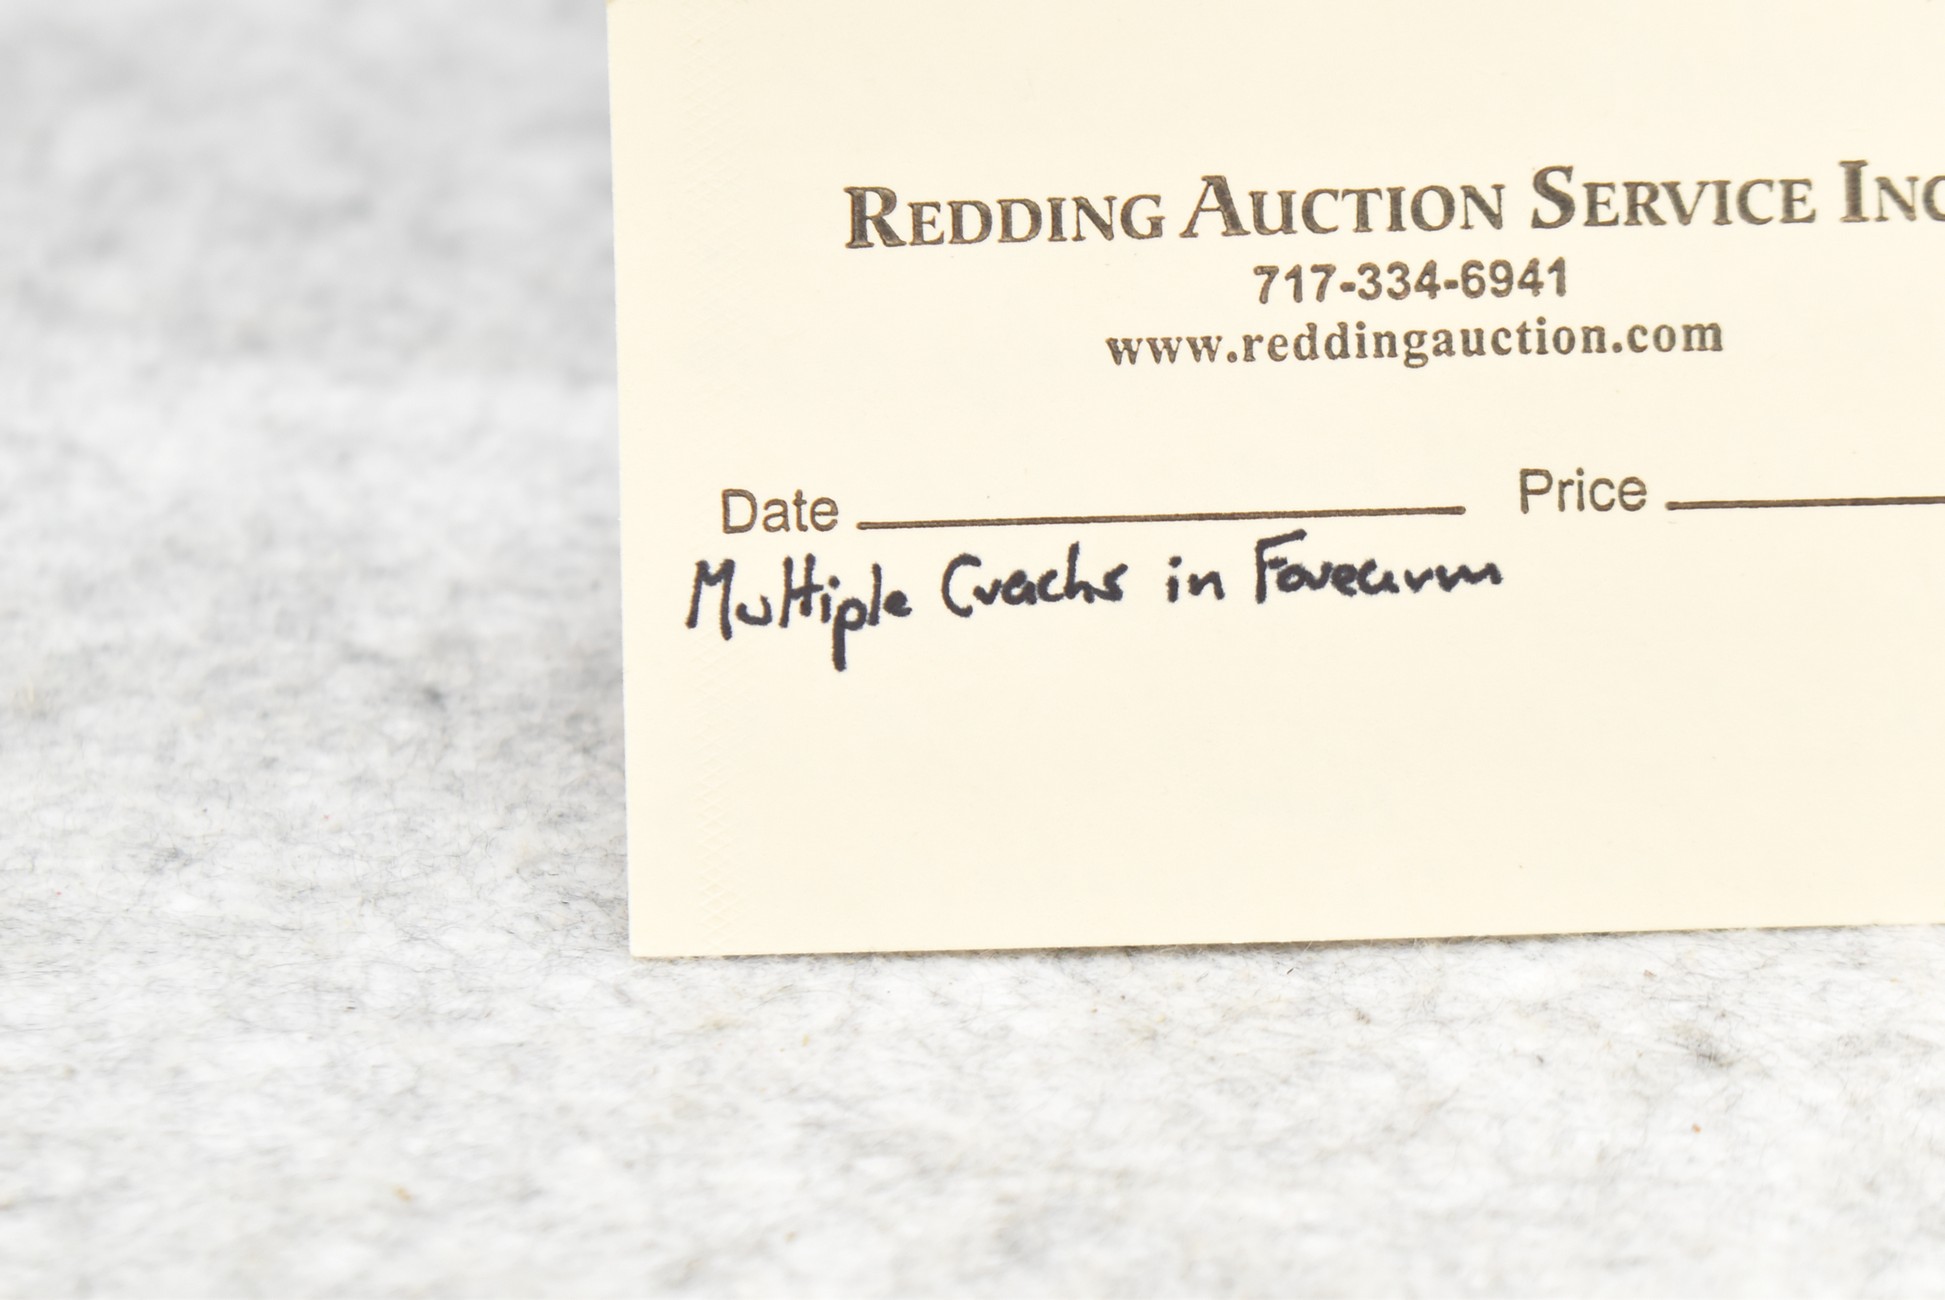 REDDING AUCTION SERVICE INC
717-334-6941
www.reddingauction.com
Date Price
Multiple Cracks in Forearm